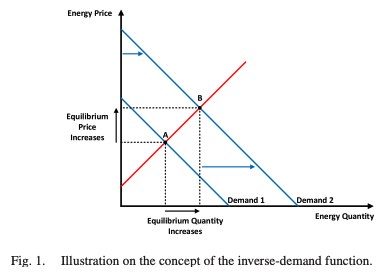 Energy Price
B
Equilibrium
Price
Increases
A
Demand 1
Demand 2
Energy Quantity
Equilibrium Quantity
Increases
Fig. 1. Illustration on the concept of the inverse-demand function.